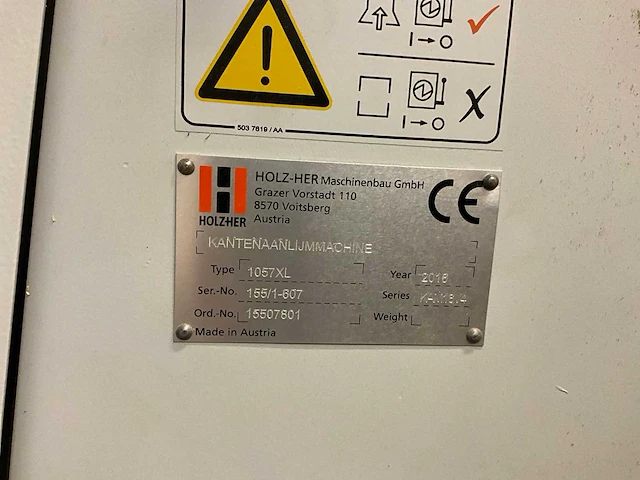 I→O
I→O
503 7819 / AA
HOLZ-HER Maschinenbau GmbH
Grazer Vorstadt 110
8570 Voitsberg
Austria
HOLZHER
CE
KANTENAANLIJMMACHINE
Type 1057XL Year 2016
Ser.-No. 155/1-607 Series
Ord.-No. 15507601 Weight
Made in Austria